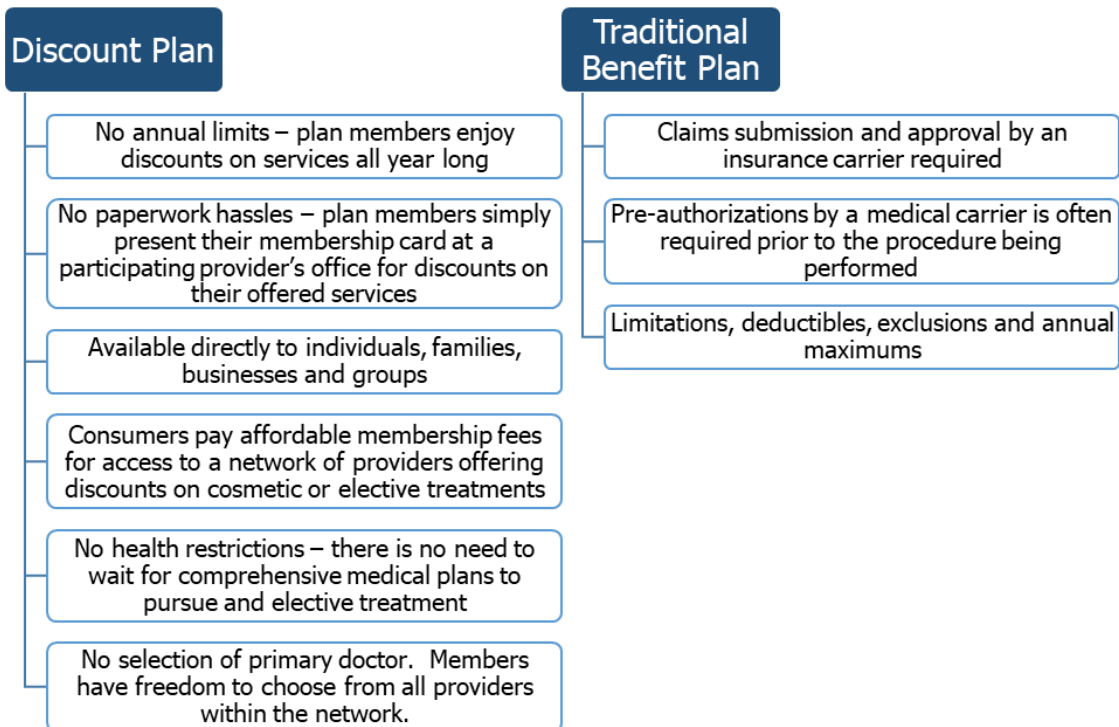 Discount Plan
No annual limits – plan members enjoy
discounts on services all year long
No paperwork hassles – plan members simply
present their membership card at a
participating provider’s office for discounts on
their offered services
Available directly to individuals, families,
businesses and groups
Consumers pay affordable membership fees
for access to a network of providers offering
discounts on cosmetic or elective treatments
No health restrictions – there is no need to
wait for comprehensive medical plans to
pursue and elective treatment
No selection of primary doctor.  Members
have freedom to choose from all providers
within the network.
Traditional
Benefit Plan
Claims submission and approval by an
insurance carrier required
Pre-authorizations by a medical carrier is often
required prior to the procedure being
performed
Limitations, deductibles, exclusions and annual
maximums